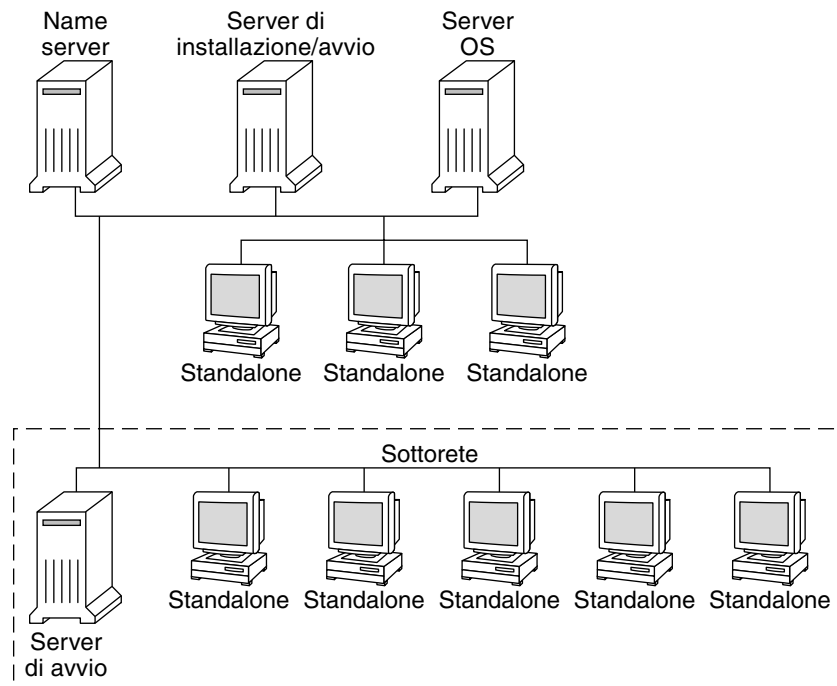 Name
server
Server di
installazione/avvio
Server
OS
Standalone
Standalone
Standalone
Sottorete
Standalone
Standalone
Standalone
Standalone
Standalone
Server
di avvio